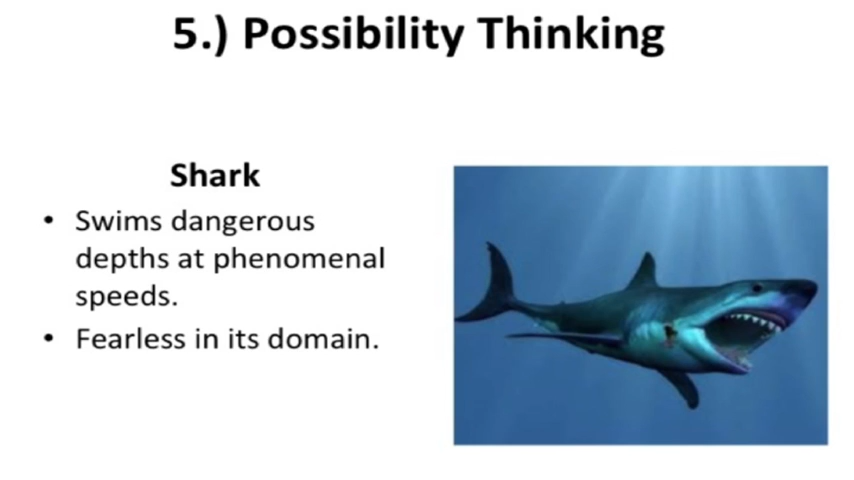 5.) Possibility Thinking
Shark
• Swims dangerous
depths at phenomenal
speeds.
• Fearless in its domain.